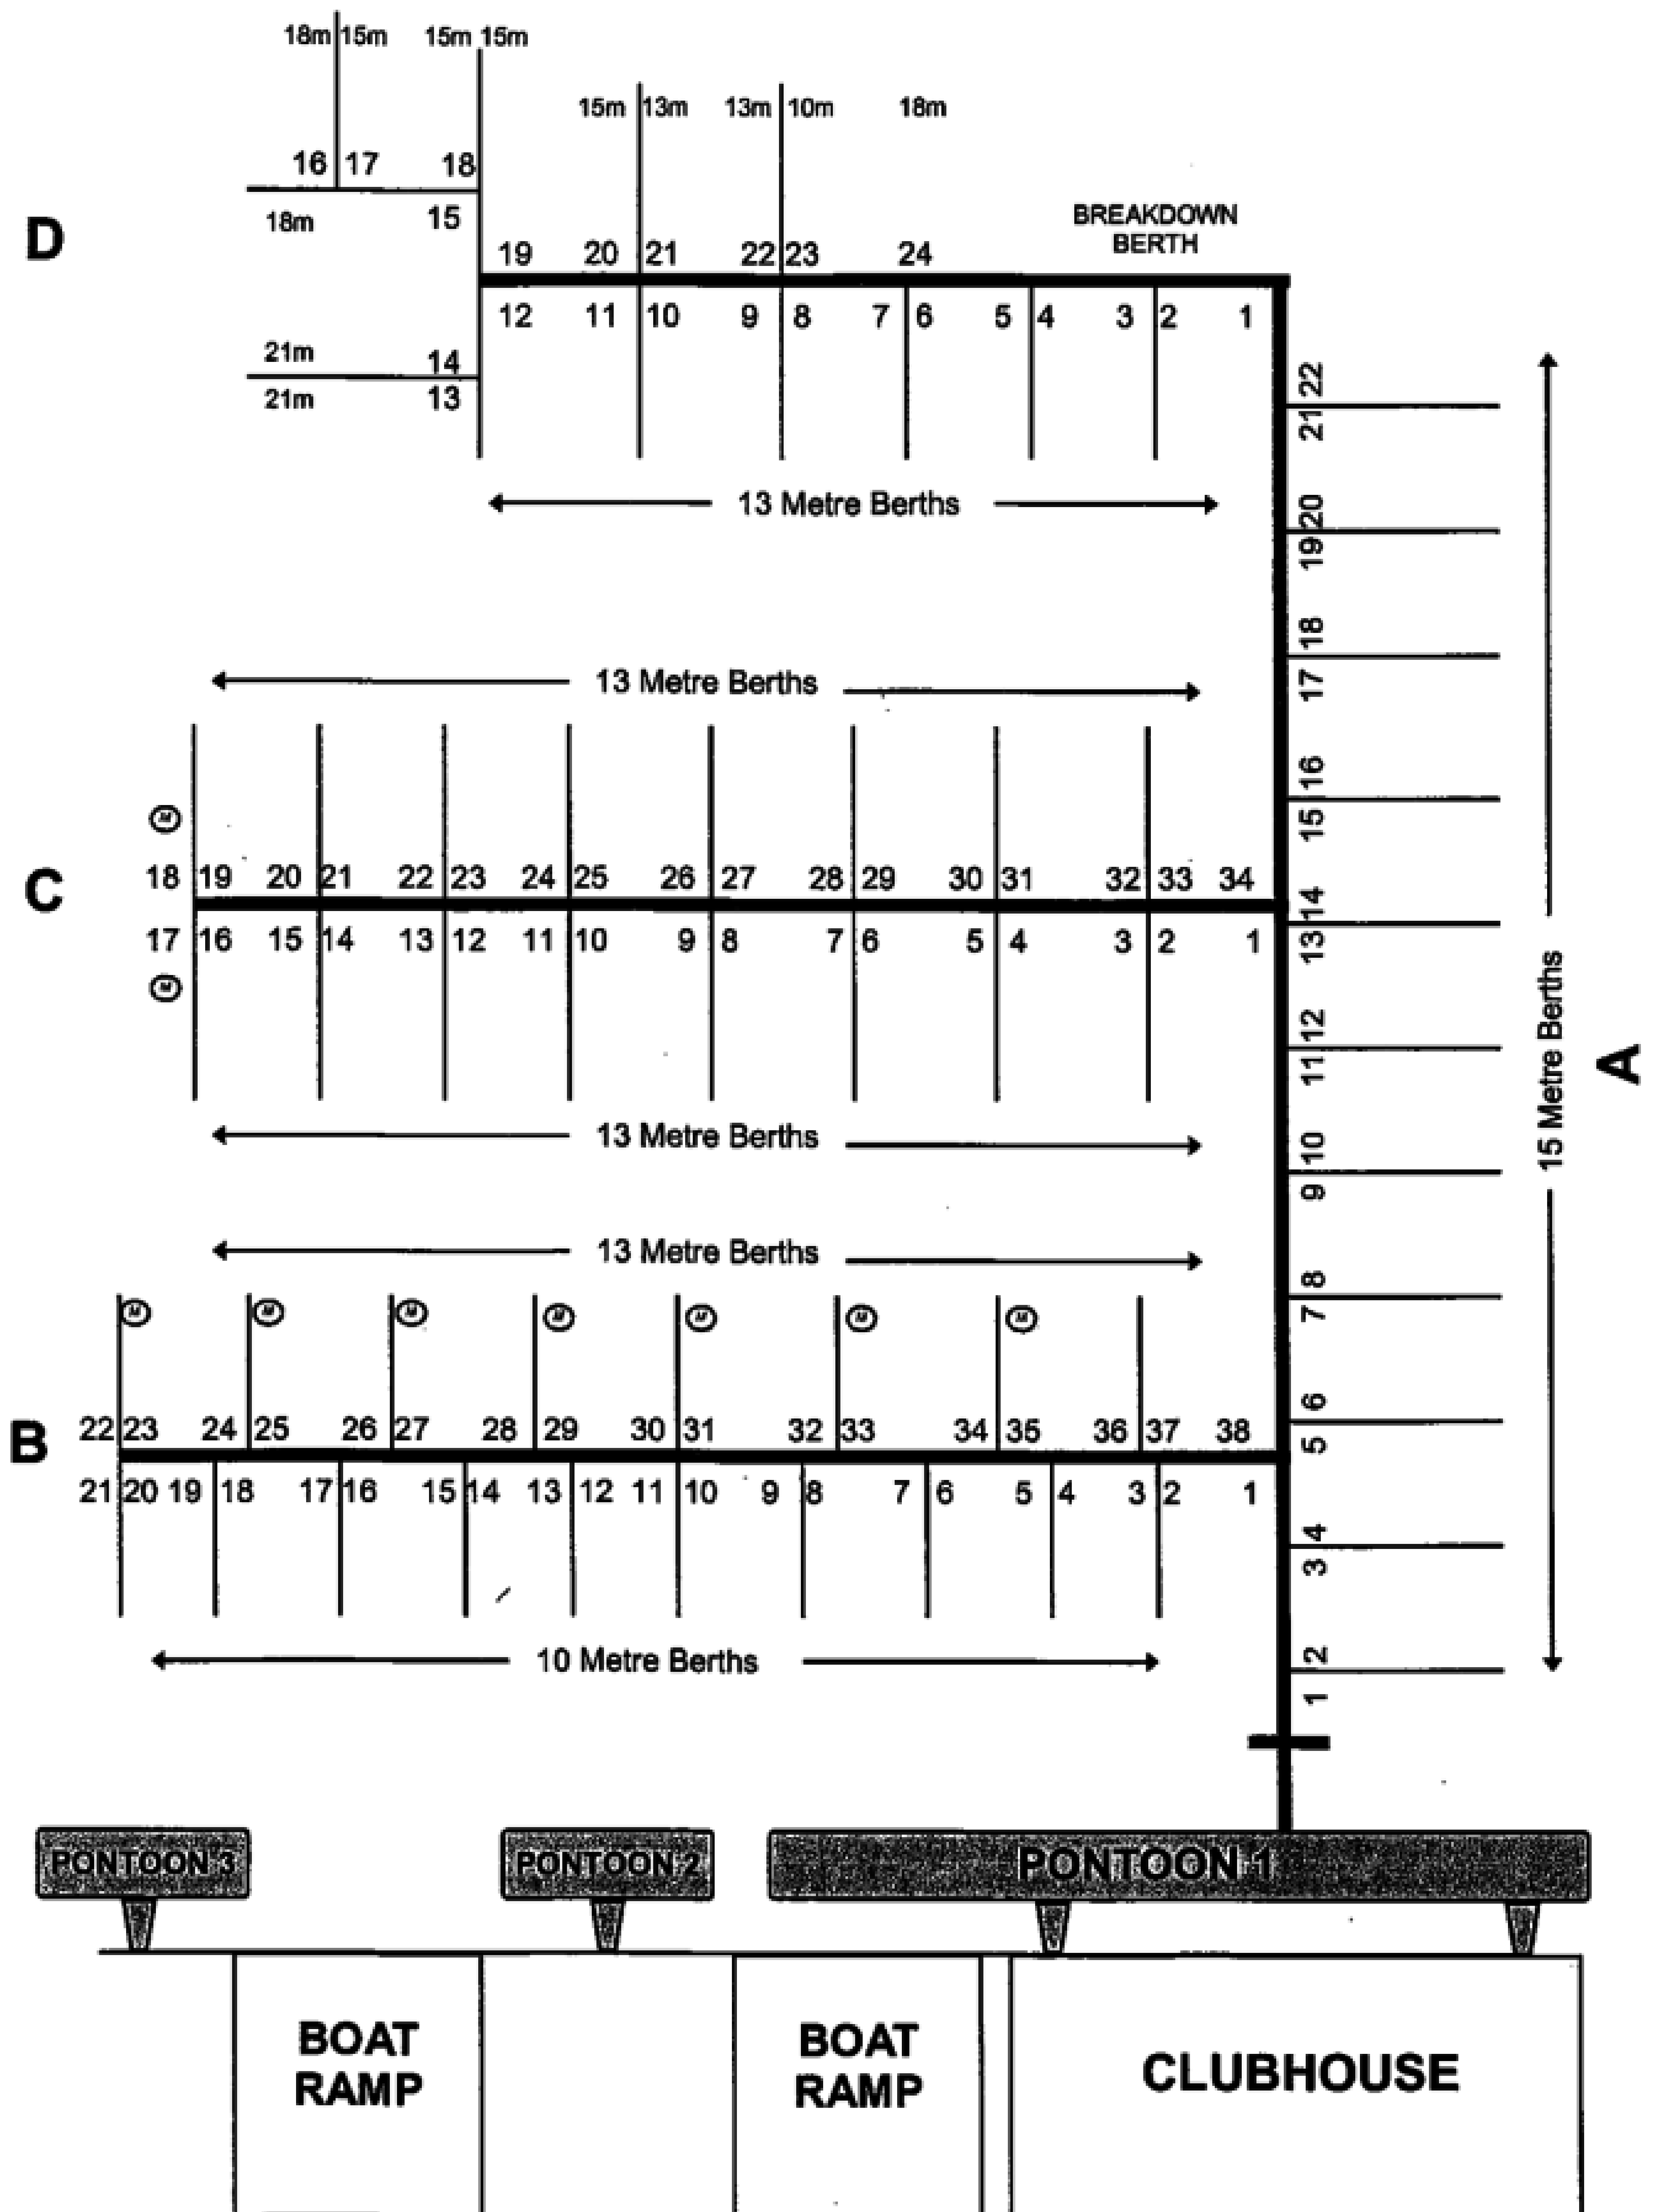 18m 15m 15m 15m
15m 13m 13m 10m 18m
16 17 18
18m 15
D
BREAKDOWN
BERTH
19 20 21 22 23 24
12 11 10 9 8 7 6 5 4 3 2 1
21m 14
21m 13
13 Metre Berths
22
21
20
19
18
17
16
15
14
13
12
11
10
9
8
7
6
5
4
3
2
1
15 Metre Berths
A
13 Metre Berths
C
18 19 20 21 22 23 24 25 26 27 28 29 30 31 32 33 34
17 16 15 14 13 12 11 10 9 8 7 6 5 4 3 2 1
13 Metre Berths
13 Metre Berths
B
22 23 24 25 26 27 28 29 30 31 32 33 34 35 36 37 38
21 20 19 18 17 16 15 14 13 12 11 10 9 8 7 6 5 4 3 2 1
10 Metre Berths
PONTOON 3 PONTOON 2 PONTOON 1
BOAT
RAMP
BOAT
RAMP
CLUBHOUSE